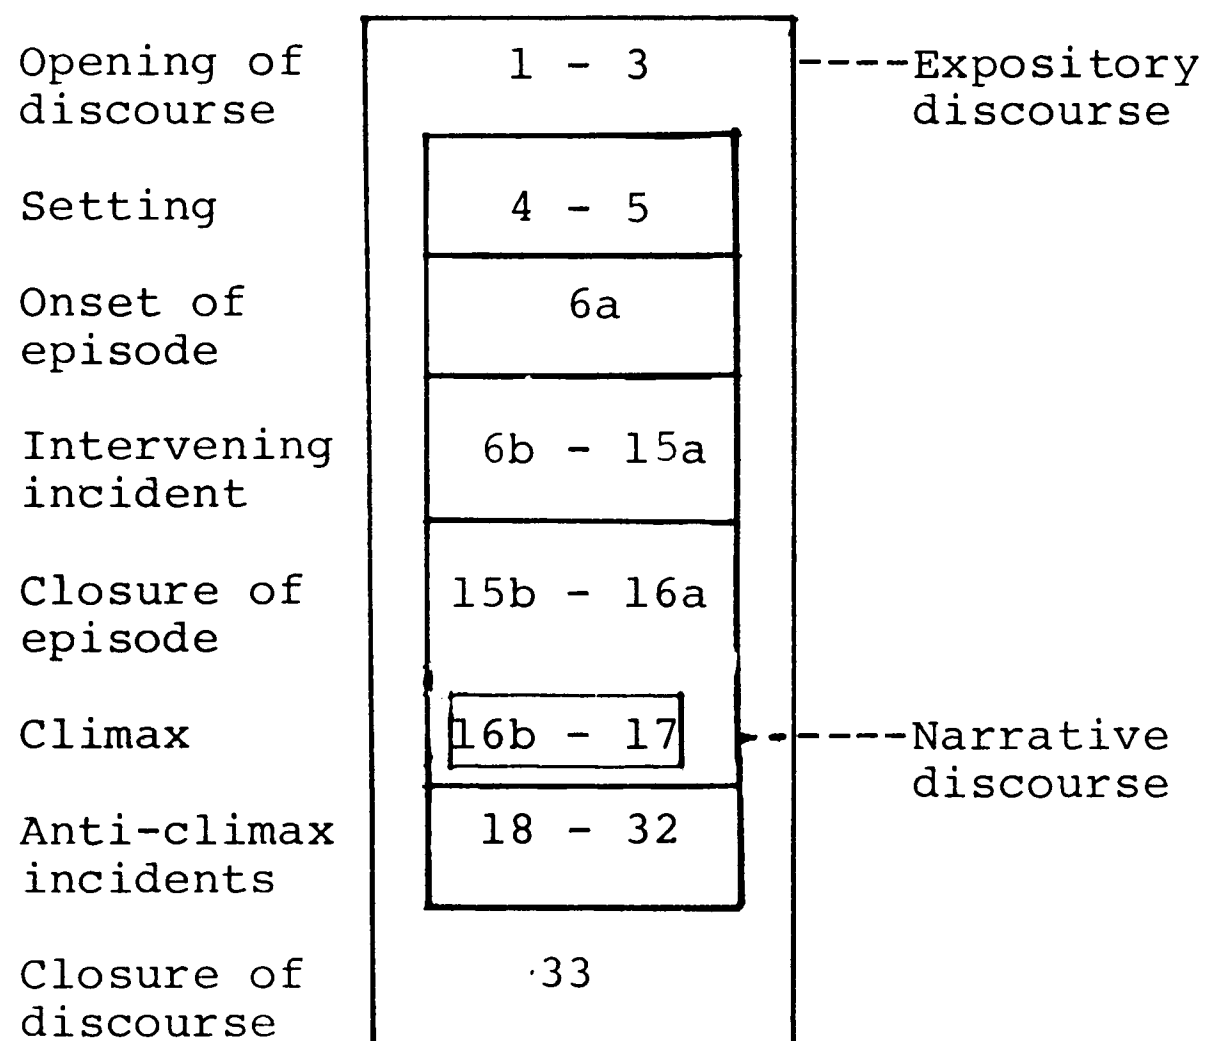 Opening of 1 - 3 ----Expository
discourse discourse
Setting 4 - 5
Onset of 6a
episode
Intervening 6b - 15a
incident
Closure of 15b - 16a
episode
Climax 16b - 17 ----Narrative
discourse
Anti-climax 18 - 32
incidents
Closure of 33
discourse